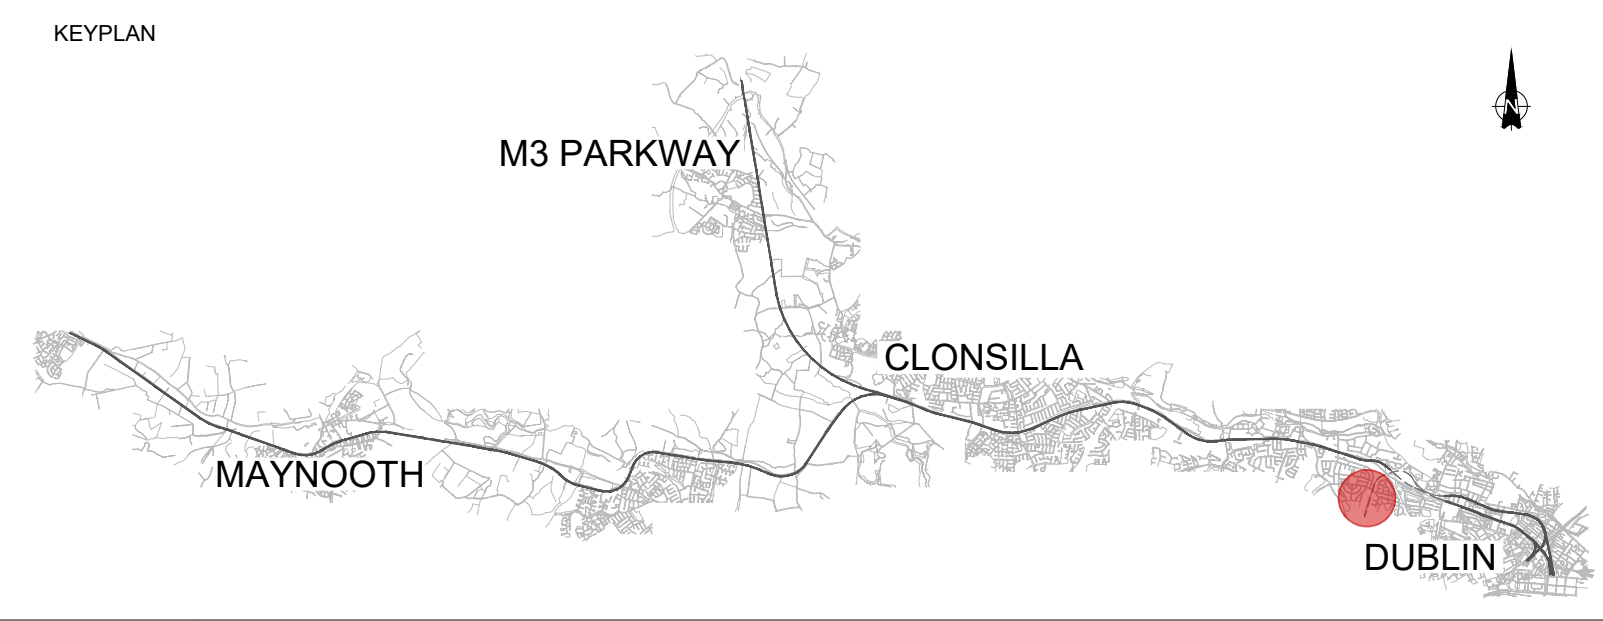 KEYPLAN
N
M3 PARKWAY
CLONSILLA
MAYNOOTH
DUBLIN